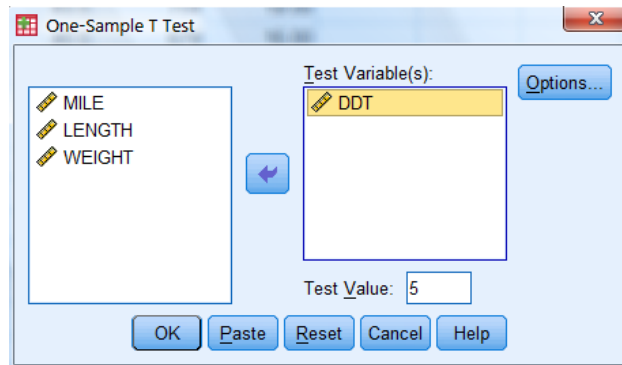 One-Sample T Test
Test Variable(s):
MILE
LENGTH
WEIGHT
DDT
Options...
Test Value: 5
OK Paste Reset Cancel Help